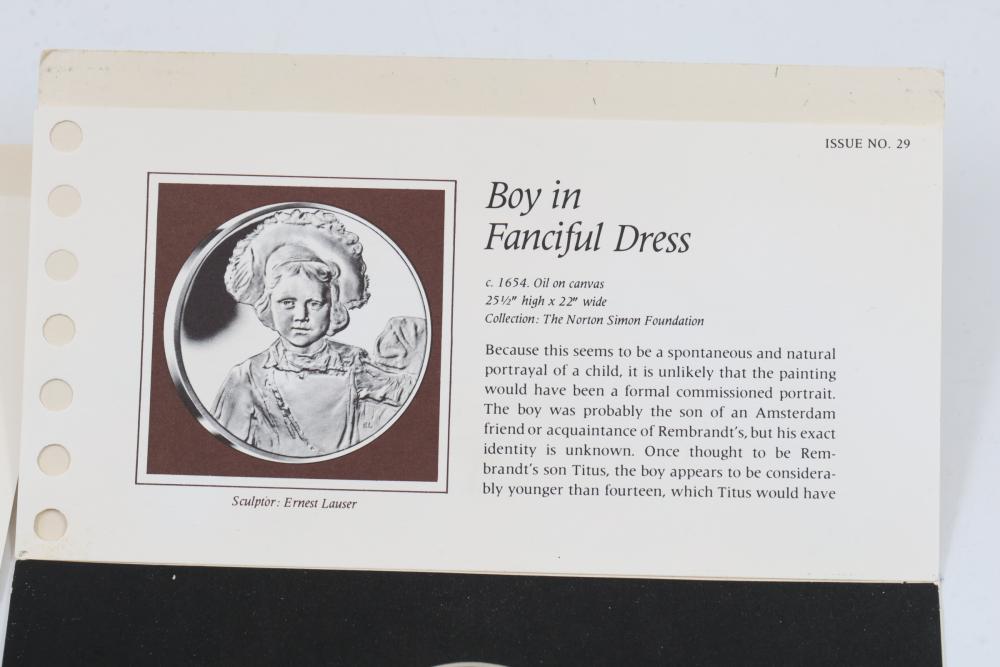 ISSUE NO. 29
Boy in
Fanciful Dress
c. 1654. Oil on canvas
25½" high x 22" wide
Collection: The Norton Simon Foundation
Because this seems to be a spontaneous and natural
portrayal of a child, it is unlikely that the painting
would have been a formal commissioned portrait.
The boy was probably the son of an Amsterdam
friend or acquaintance of Rembrandt's, but his exact
identity is unknown. Once thought to be Rem-
brandt's son Titus, the boy appears to be considera-
bly younger than fourteen, which Titus would have
EL
Sculptor: Ernest Lauser